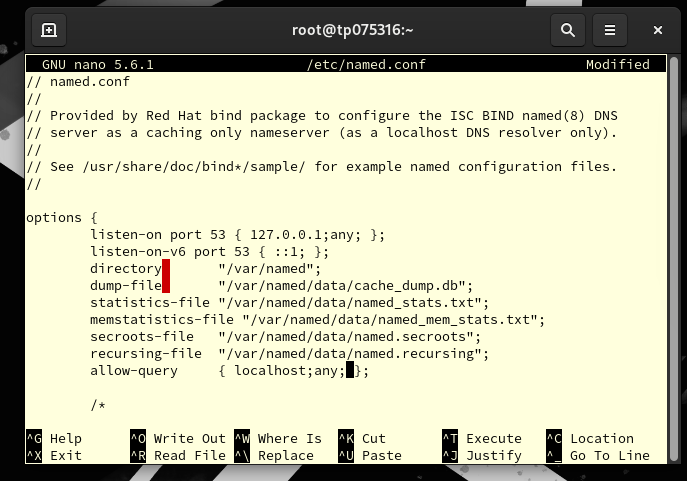 root@tp075316:~
GNU nano 5.6.1 /etc/named.conf Modified
// named.conf
//
// Provided by Red Hat bind package to configure the ISC BIND named(8) DNS
// server as a caching only nameserver (as a localhost DNS resolver only).
//
// See /usr/share/doc/bind*/sample/ for example named configuration files.
//
options {
listen-on port 53 { 127.0.0.1;any; };
listen-on-v6 port 53 { ::1; };
directory "/var/named";
dump-file "/var/named/data/cache_dump.db";
statistics-file "/var/named/data/named_stats.txt";
memstatistics-file "/var/named/data/named_mem_stats.txt";
secroots-file "/var/named/data/named.secroots";
recursing-file "/var/named/data/named.recursing";
allow-query { localhost;any; };
/*
^G Help ^O Write Out ^W Where Is ^K Cut ^T Execute ^C Location
^X Exit ^R Read File ^\ Replace ^U Paste ^J Justify ^_ Go To Line